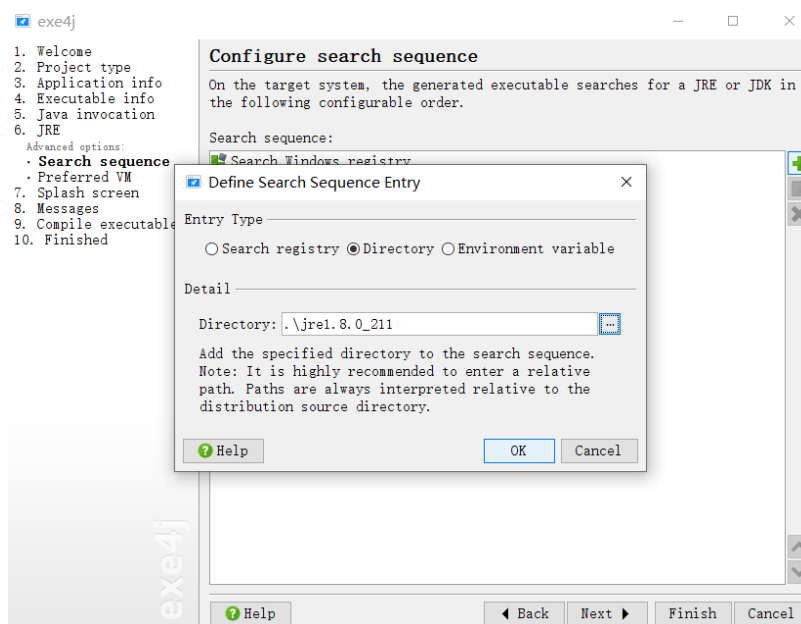 exe4j
1. Welcome
2. Project type
3. Application info
4. Executable info
5. Java invocation
6. JRE
Advanced options:
· Search sequence
· Preferred VM
7. Splash screen
8. Messages
9. Compile executable
10. Finished
exe4j
Configure search sequence
On the target system, the generated executable searches for a JRE or JDK in
the following configurable order.
Search sequence:
Search Windows registry
Define Search Sequence Entry
Entry Type
Search registry Directory Environment variable
Detail
Directory: .\jre1.8.0_211 ...
Add the specified directory to the search sequence.
Note: It is highly recommended to enter a relative
path. Paths are always interpreted relative to the
distribution source directory.
Help OK Cancel
Help Back Next Finish Cancel